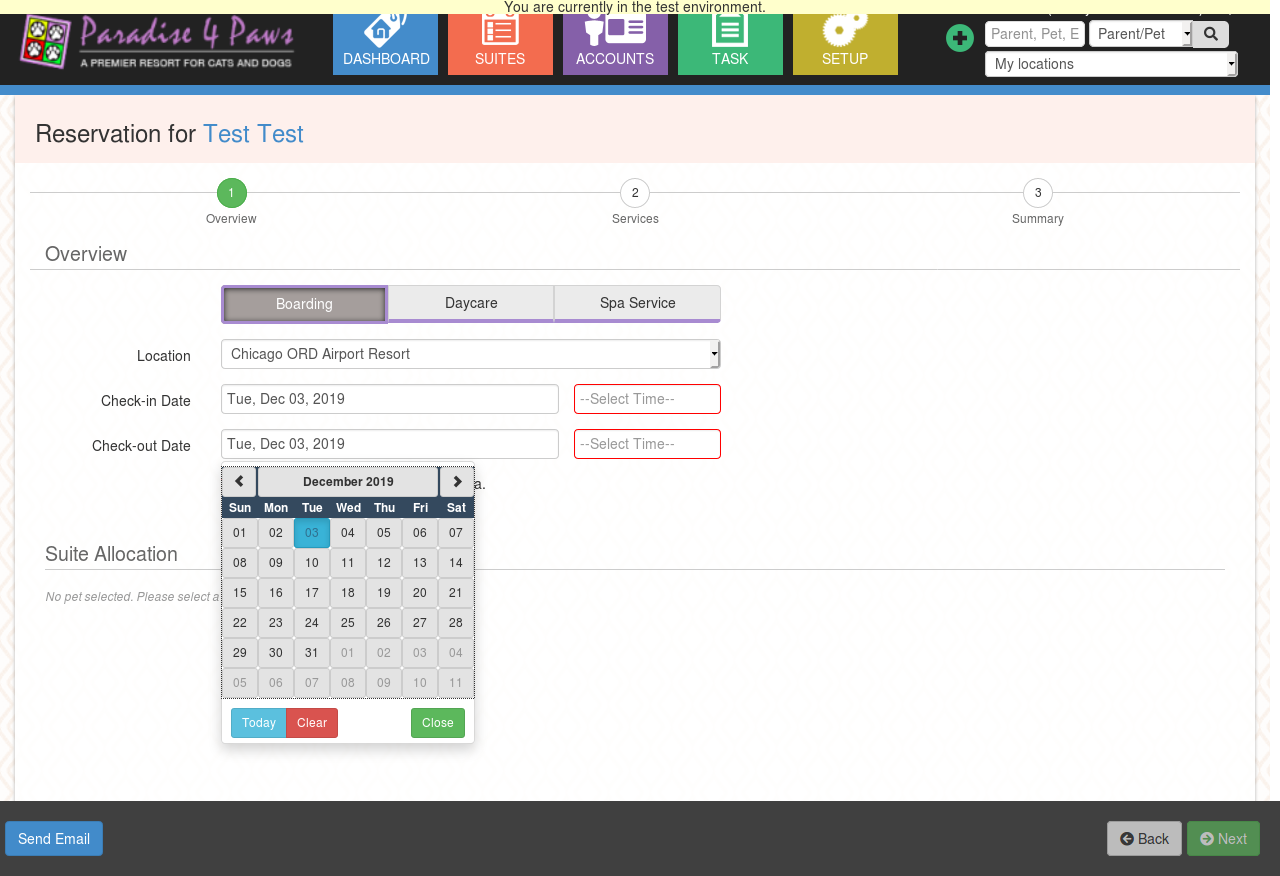 You are currently in the test environment.
Paradise 4 Paws
A PREMIER RESORT FOR CATS AND DOGS
DASHBOARD
SUITES
ACCOUNTS
TASK
SETUP
Parent, Pet, E
Parent/Pet
My locations
Reservation for Test Test
1
2
3
Overview
Services
Summary
Overview
Boarding
Daycare
Spa Service
Location
Chicago ORD Airport Resort
Check-in Date
Tue, Dec 03, 2019
--Select Time--
Check-out Date
Tue, Dec 03, 2019
--Select Time--
December 2019
a.
Sun Mon Tue Wed Thu Fri Sat
01 02 03 04 05 06 07
08 09 10 11 12 13 14
15 16 17 18 19 20 21
22 23 24 25 26 27 28
29 30 31 01 02 03 04
05 06 07 08 09 10 11
Today
Clear
Close
Suite Allocation
No pet selected. Please select a
Send Email
Back
Next